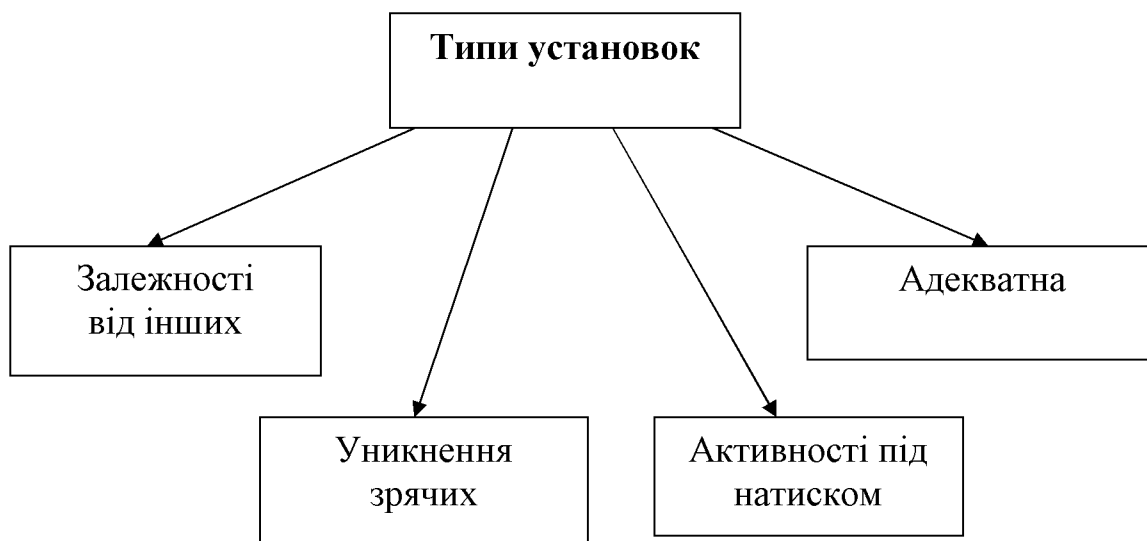 Типи установок
Залежності
від інших
Адекватна
Уникнення
зрячих
Активності під
натиском